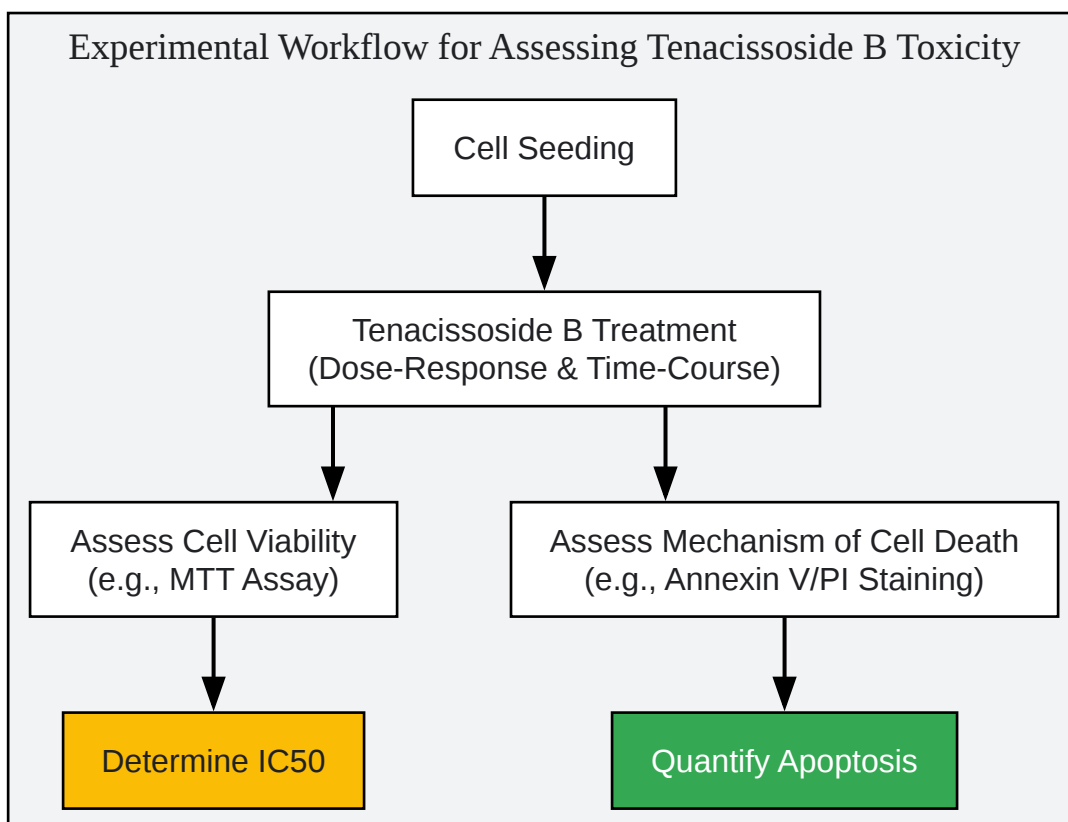 Experimental Workflow for Assessing Tenacissoside B Toxicity
Cell Seeding
Tenacissoside B Treatment
(Dose-Response & Time-Course)
Assess Cell Viability
(e.g., MTT Assay)
Assess Mechanism of Cell Death
(e.g., Annexin V/PI Staining)
Determine IC50
Quantify Apoptosis